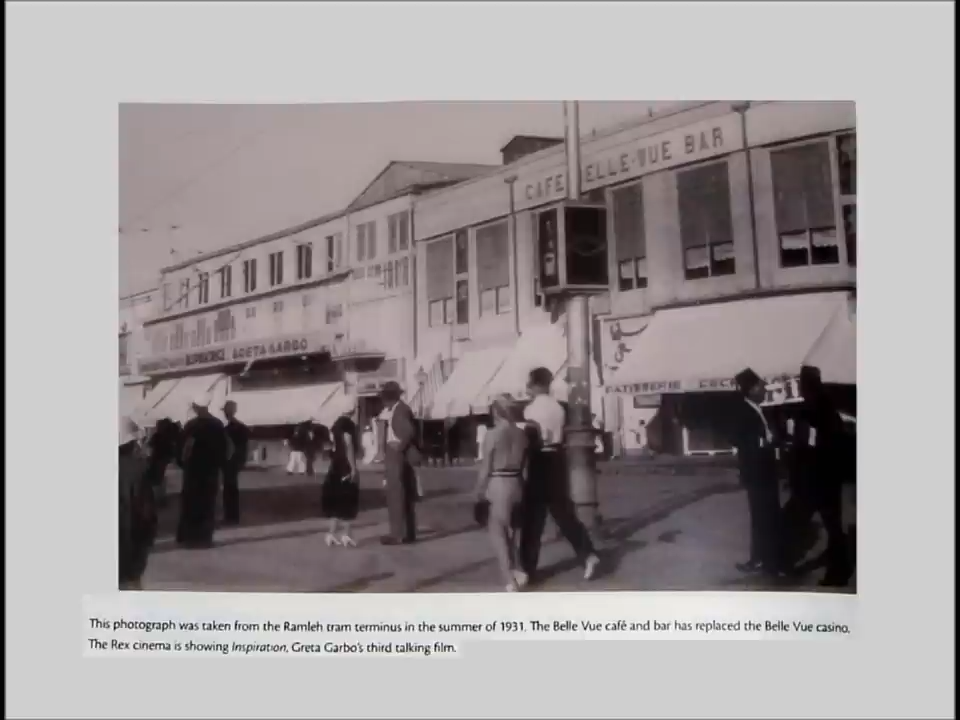 CAFE BELLE-VUE BAR
GRETA GARBO
PATISSERIE
This photograph was taken from the Ramleh tram terminus in the summer of 1931. The Belle Vue café and bar has replaced the Belle Vue casino.
The Rex cinema is showing Inspiration, Greta Garbo's third talking film.